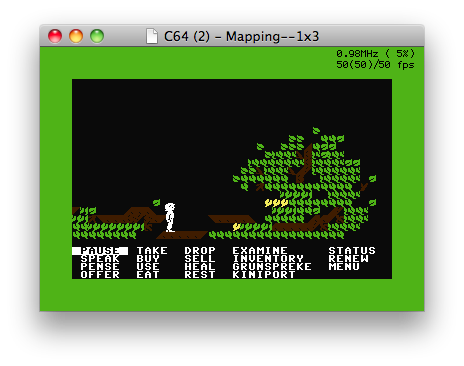 C64 (2) - Mapping--1x3
0.98MHz ( 5%)
50(50)/50 fps
PAUSE TAKE DROP EXAMINE STATUS
SPEAK BUY SELL INVENTORY RENEW
PENSE USE HEAL GRUNSPREKE MENU
OFFER EAT REST KINIPORT